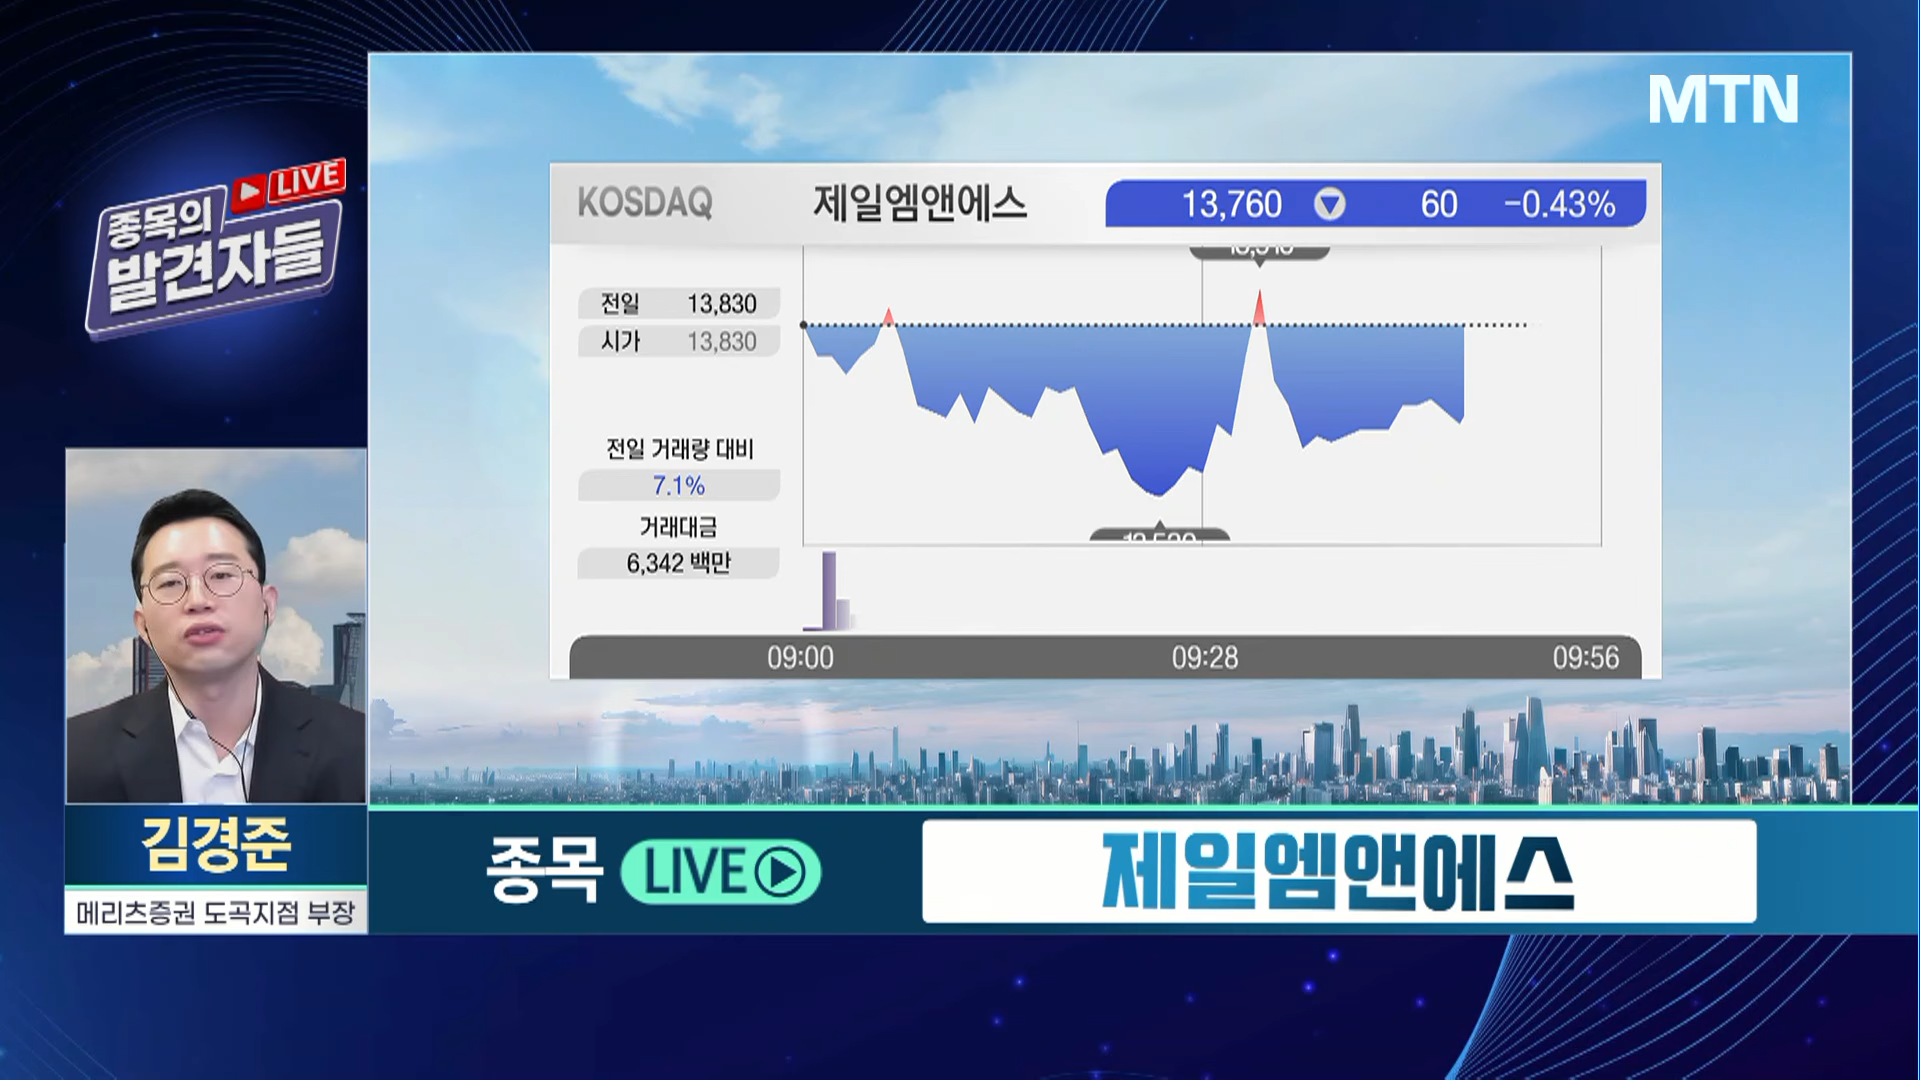 MTN
종목의
LIVE
발견자들
KOSDAQ
제일엠앤에스
13,760
60
-0.43%
전일 13,830
시가 13,830
전일 거래량 대비
7.1%
거래대금
6,342 백만
09:00
09:28
09:56
김경준
메리츠증권 도곡지점 부장
종목 LIVE
제일엠앤에스